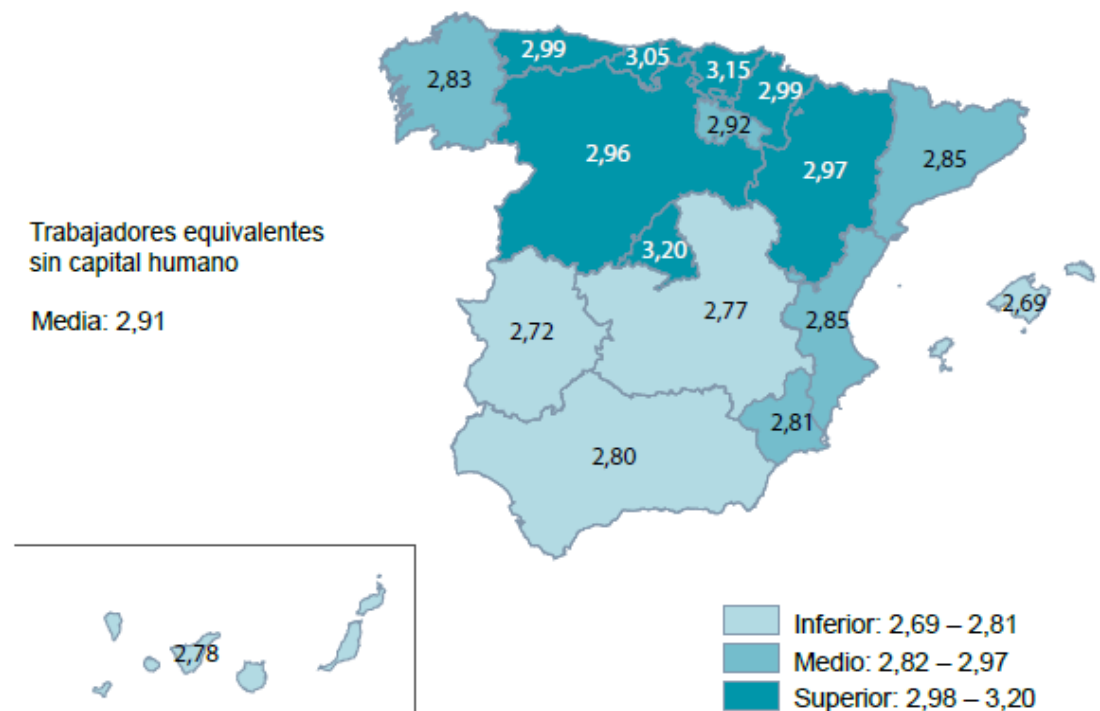 2,99
3,05
3,15
2,99
2,83
2,92
2,96
2,97
2,85
Trabajadores equivalentes
sin capital humano
3,20
Media: 2,91
2,77
2,69
2,72
2,85
2,81
2,80
2,78
Inferior: 2,69 – 2,81
Medio: 2,82 – 2,97
Superior: 2,98 – 3,20